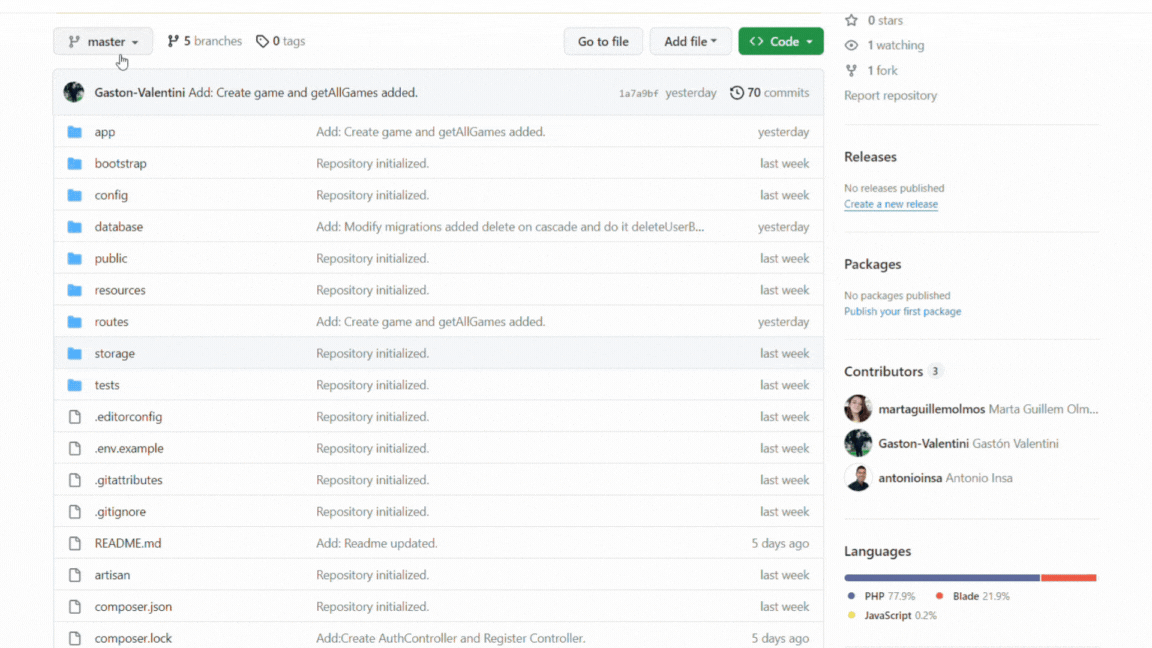 master
5 branches
0 tags
Go to file
Add file
Code
Gaston-Valentini Add: Create game and getAllGames added.
1a7a9bf yesterday
70 commits
app
Add: Create game and getAllGames added.
yesterday
bootstrap
Repository initialized.
last week
config
Repository initialized.
last week
database
Add: Modify migrations added delete on cascade and do it deleteUserB...
yesterday
public
Repository initialized.
last week
resources
Repository initialized.
last week
routes
Add: Create game and getAllGames added.
yesterday
storage
Repository initialized.
last week
tests
Repository initialized.
last week
.editorconfig
Repository initialized.
last week
.env.example
Repository initialized.
last week
.gitattributes
Repository initialized.
last week
.gitignore
Repository initialized.
last week
README.md
Add: Readme updated.
5 days ago
artisan
Repository initialized.
last week
composer.json
Repository initialized.
last week
composer.lock
Add:Create AuthController and Register Controller.
5 days ago
0 stars
1 watching
1 fork
Report repository
Releases
No releases published
Create a new release
Packages
No packages published
Publish your first package
Contributors 3
martaguillemolmos Marta Guillem Olm...
Gaston-Valentini Gastón Valentini
antonioinsa Antonio Insa
Languages
PHP 77.9%
Blade 21.9%
JavaScript 0.2%